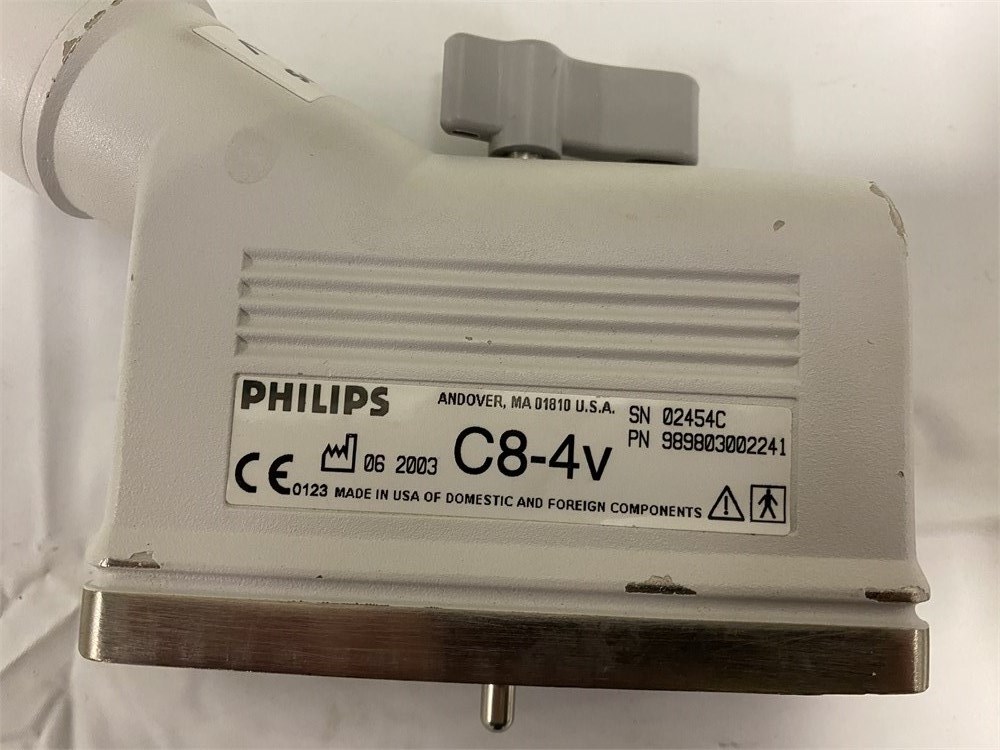 PHILIPS
ANDOVER, MA 01810 U.S.A.
SN 02454C
PN 989803002241
06 2003
C8-4v
CE 0123 MADE IN USA OF DOMESTIC AND FOREIGN COMPONENTS